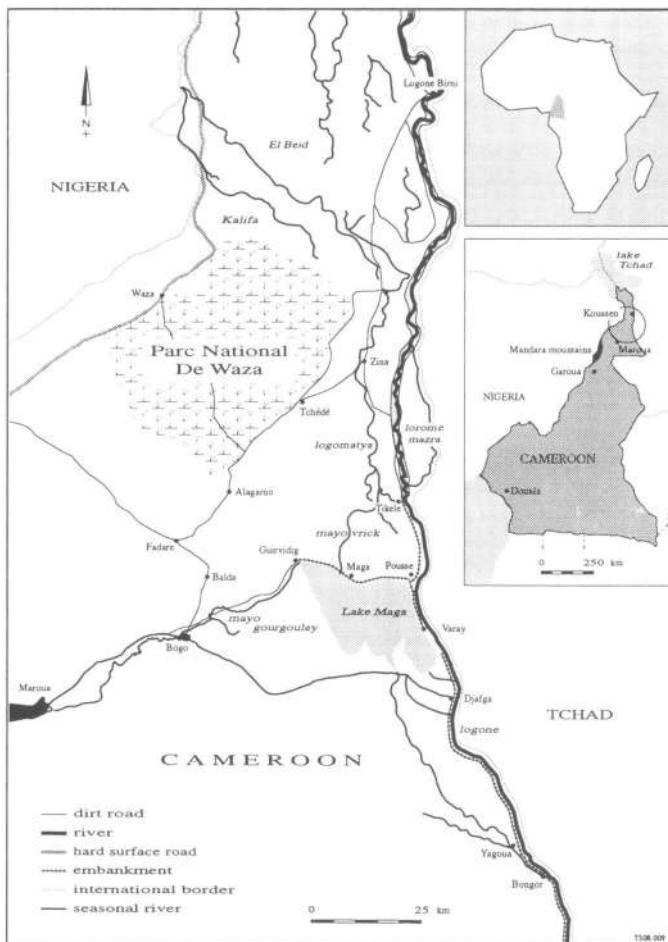 Logone Birni
N
El Beid
NIGERIA
Kalifa
Waza
Parc National
De Waza
Zina
Tchédé
lorome
mazra
logomatya
Alagarno
Tikele
mayo vrick
Fadare
Guirvidig
Maga
Pousse
Balda
Lake Maga
mayo
gourgouley
Varay
Bogo
Maroua
Djafga
TCHAD
logone
CAMEROON
dirt road
river
hard surface road
embankment
international border
seasonal river
Yagoua
Bongor
0 25 km
lake
Tchad
Kousseri
Maroua
Mandara mountains
Garoua
NIGERIA
CAMEROON
Douala
0 250
km
TS08-009